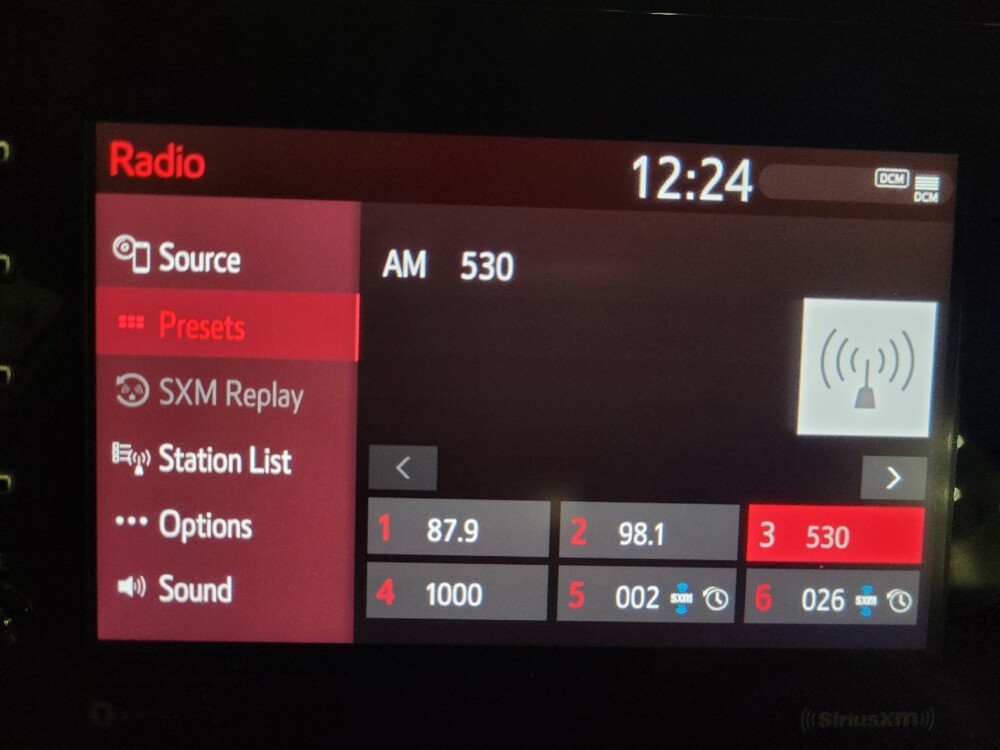 Radio
12:24
DCM
DCM
Source
AM 530
Presets
SXM Replay
Station List
Options
Sound
1 87.9
2 98.1
3 530
4 1000
5 002 sxm
6 026 sxm
SiriusXM